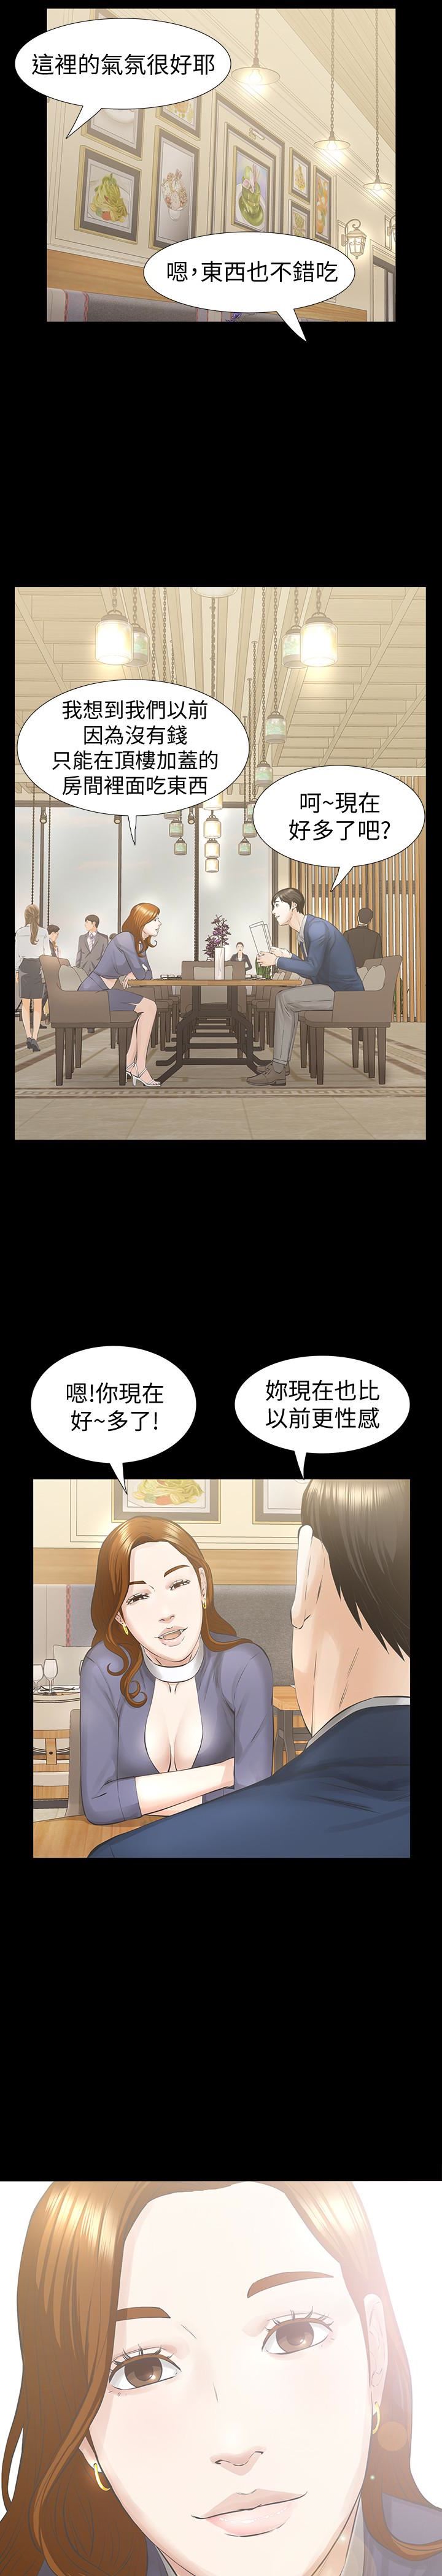 這裡的氣氛很好耶
嗯，東西也不錯吃
我想到我們以前
因為沒有錢
只能在頂樓加蓋的
房間裡面吃東西
呵~現在
好多了吧?
嗯!你現在
好~多了!
妳現在也比
以前更性感